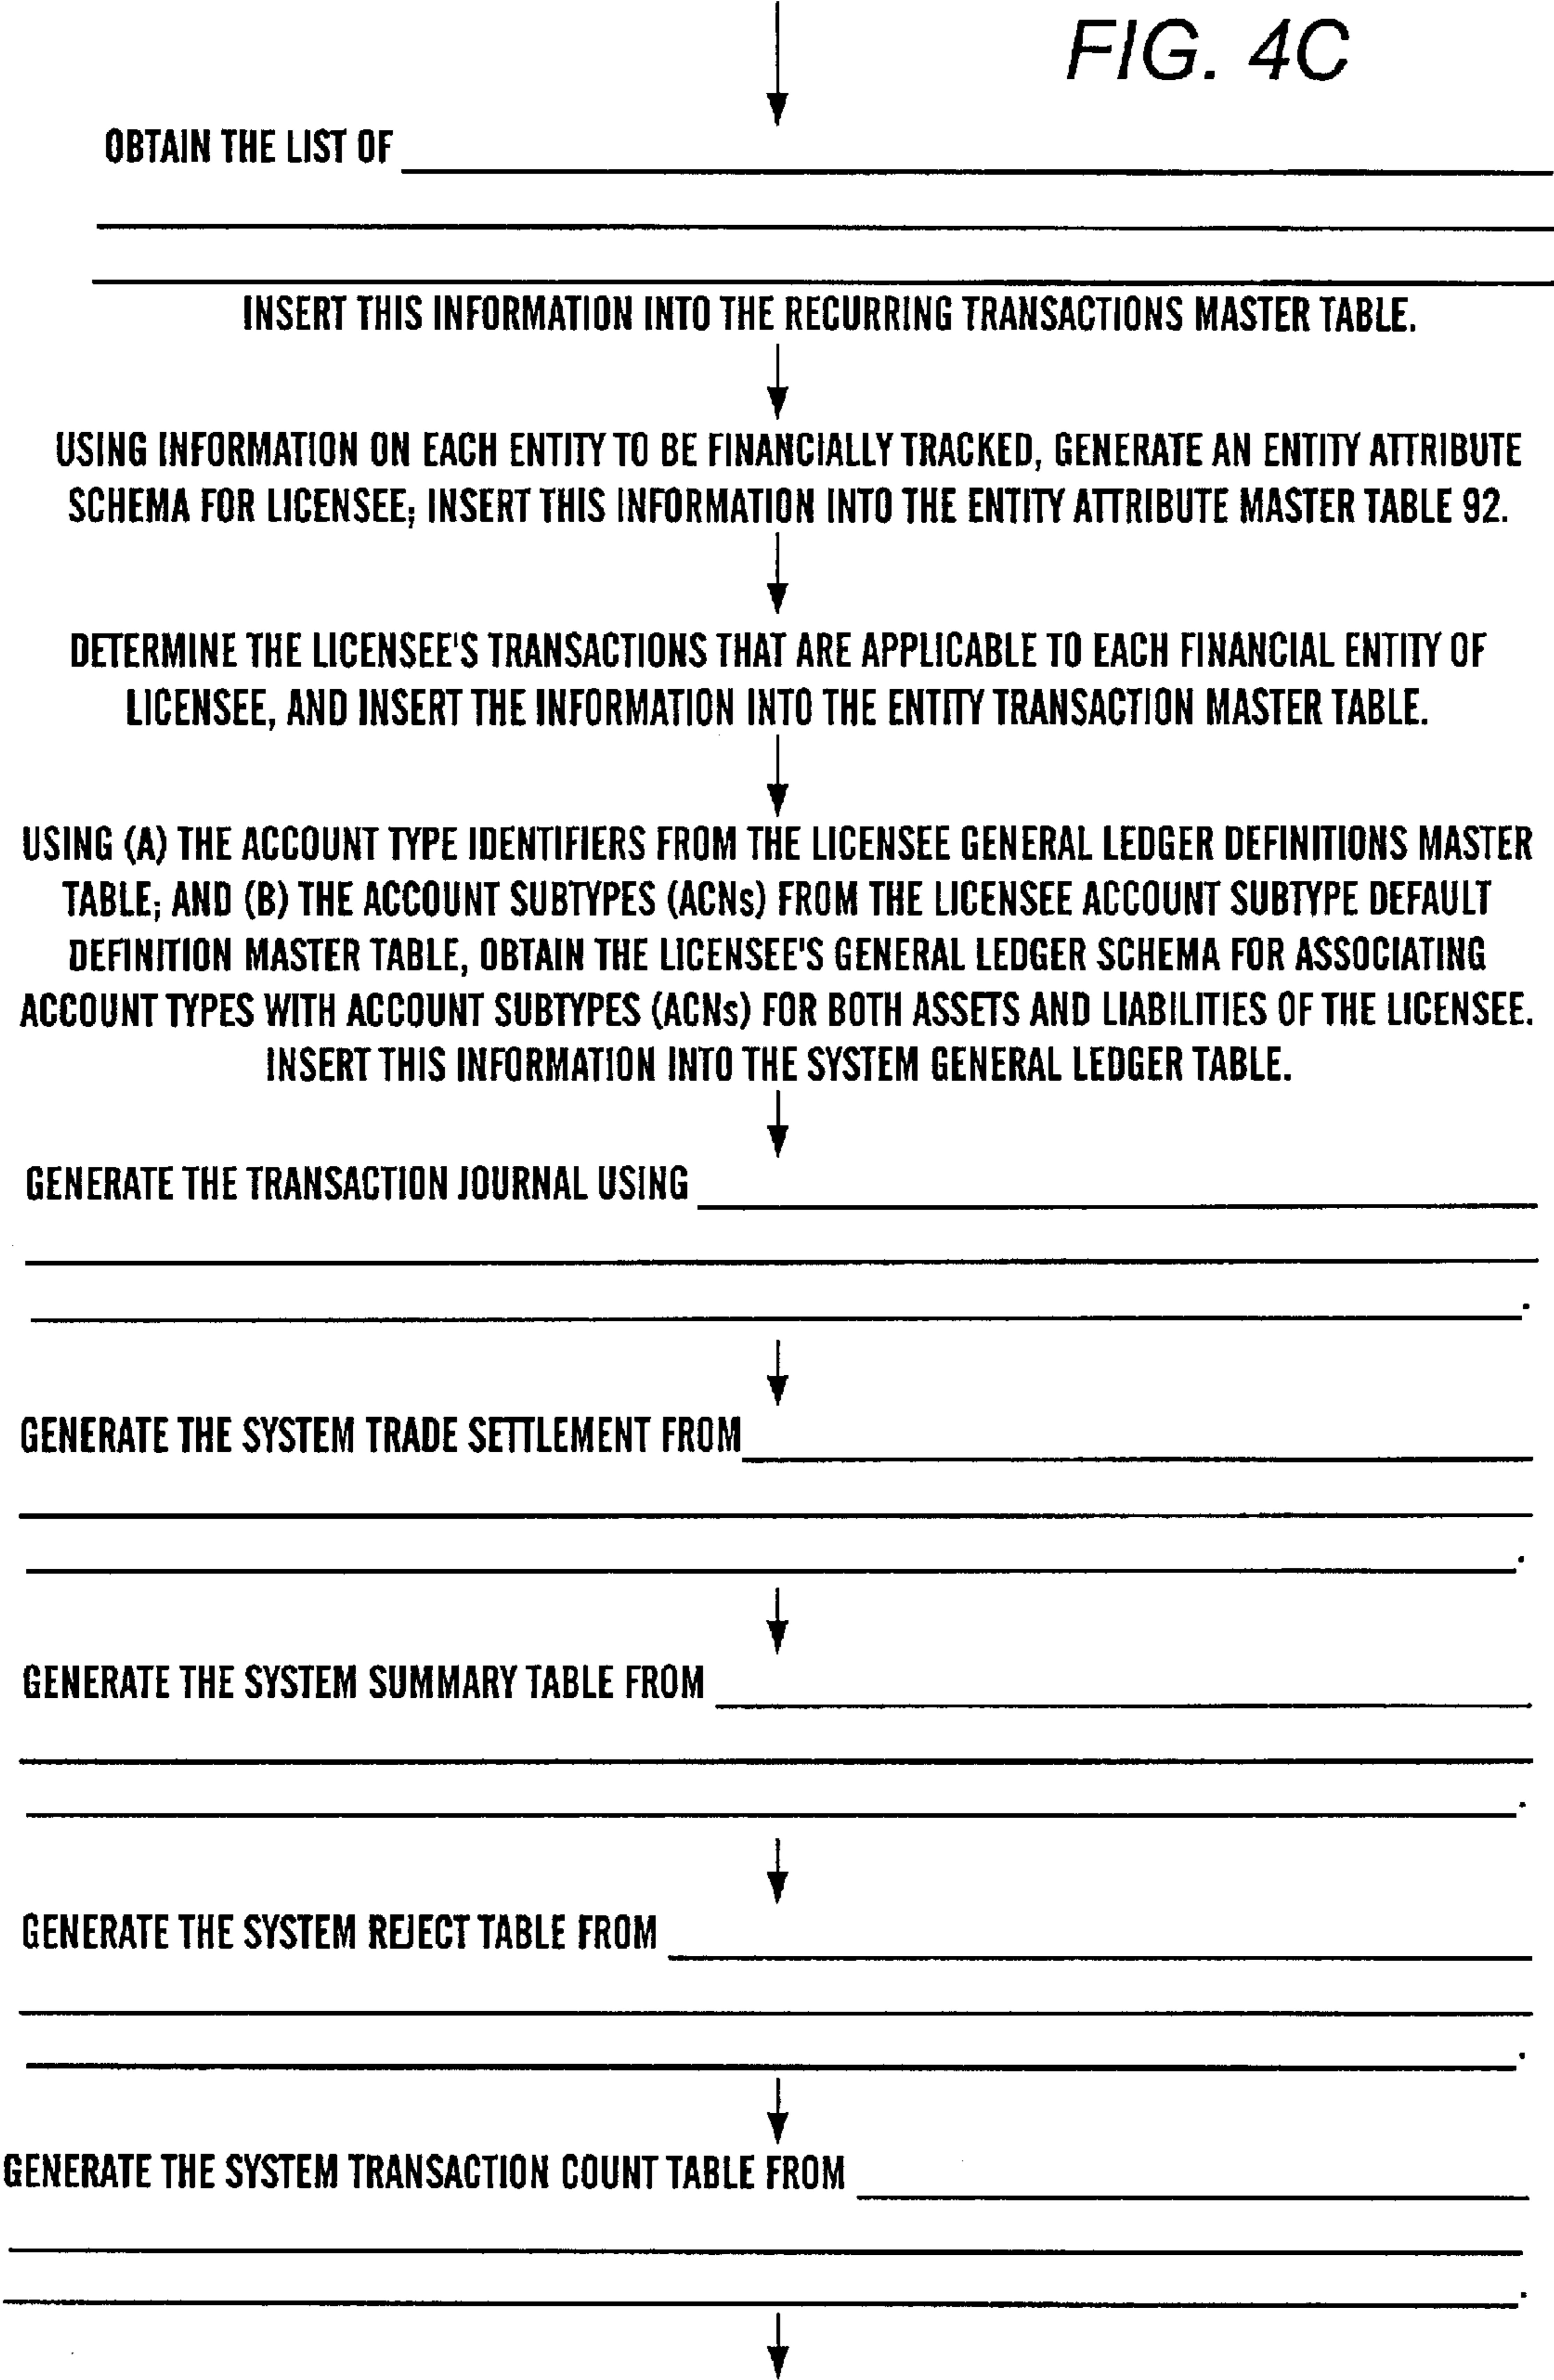 FIG. 4C
OBTAIN THE LIST OF
INSERT THIS INFORMATION INTO THE RECURRING TRANSACTIONS MASTER TABLE.
USING INFORMATION ON EACH ENTITY TO BE FINANCIALLY TRACKED, GENERATE AN ENTITY ATTRIBUTE
SCHEMA FOR LICENSEE; INSERT THIS INFORMATION INTO THE ENTITY ATTRIBUTE MASTER TABLE 92.
DETERMINE THE LICENSEE'S TRANSACTIONS THAT ARE APPLICABLE TO EACH FINANCIAL ENTITY OF
LICENSEE, AND INSERT THE INFORMATION INTO THE ENTITY TRANSACTION MASTER TABLE.
USING (A) THE ACCOUNT TYPE IDENTIFIERS FROM THE LICENSEE GENERAL LEDGER DEFINITIONS MASTER
TABLE; AND (B) THE ACCOUNT SUBTYPES (ACNs) FROM THE LICENSEE ACCOUNT SUBTYPE DEFAULT
DEFINITION MASTER TABLE, OBTAIN THE LICENSEE'S GENERAL LEDGER SCHEMA FOR ASSOCIATING
ACCOUNT TYPES WITH ACCOUNT SUBTYPES (ACNs) FOR BOTH ASSETS AND LIABILITIES OF THE LICENSEE.
INSERT THIS INFORMATION INTO THE SYSTEM GENERAL LEDGER TABLE.
GENERATE THE TRANSACTION JOURNAL USING
.
GENERATE THE SYSTEM TRADE SETTLEMENT FROM
.
GENERATE THE SYSTEM SUMMARY TABLE FROM
.
GENERATE THE SYSTEM REJECT TABLE FROM
.
GENERATE THE SYSTEM TRANSACTION COUNT TABLE FROM
.